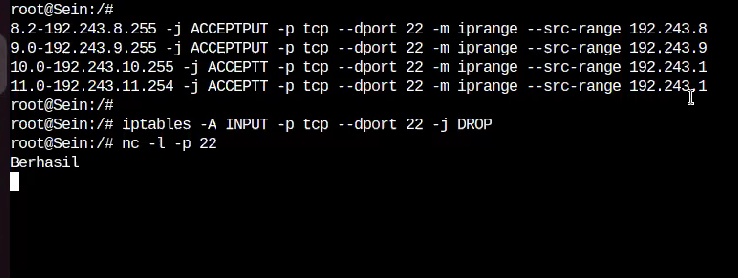 root@Sein:/#
8.2-192.243.8.255 -j ACCEPTPUT -p tcp --dport 22 -m iprange --src-range 192.243.8
9.0-192.243.9.255 -j ACCEPTPUT -p tcp --dport 22 -m iprange --src-range 192.243.9
10.0-192.243.10.255 -j ACCEPTT -p tcp --dport 22 -m iprange --src-range 192.243.1
11.0-192.243.11.254 -j ACCEPTT -p tcp --dport 22 -m iprange --src-range 192.243.1
root@Sein:/#
root@Sein:/# iptables -A INPUT -p tcp --dport 22 -j DROP
root@Sein:/# nc -l -p 22
Berhasil